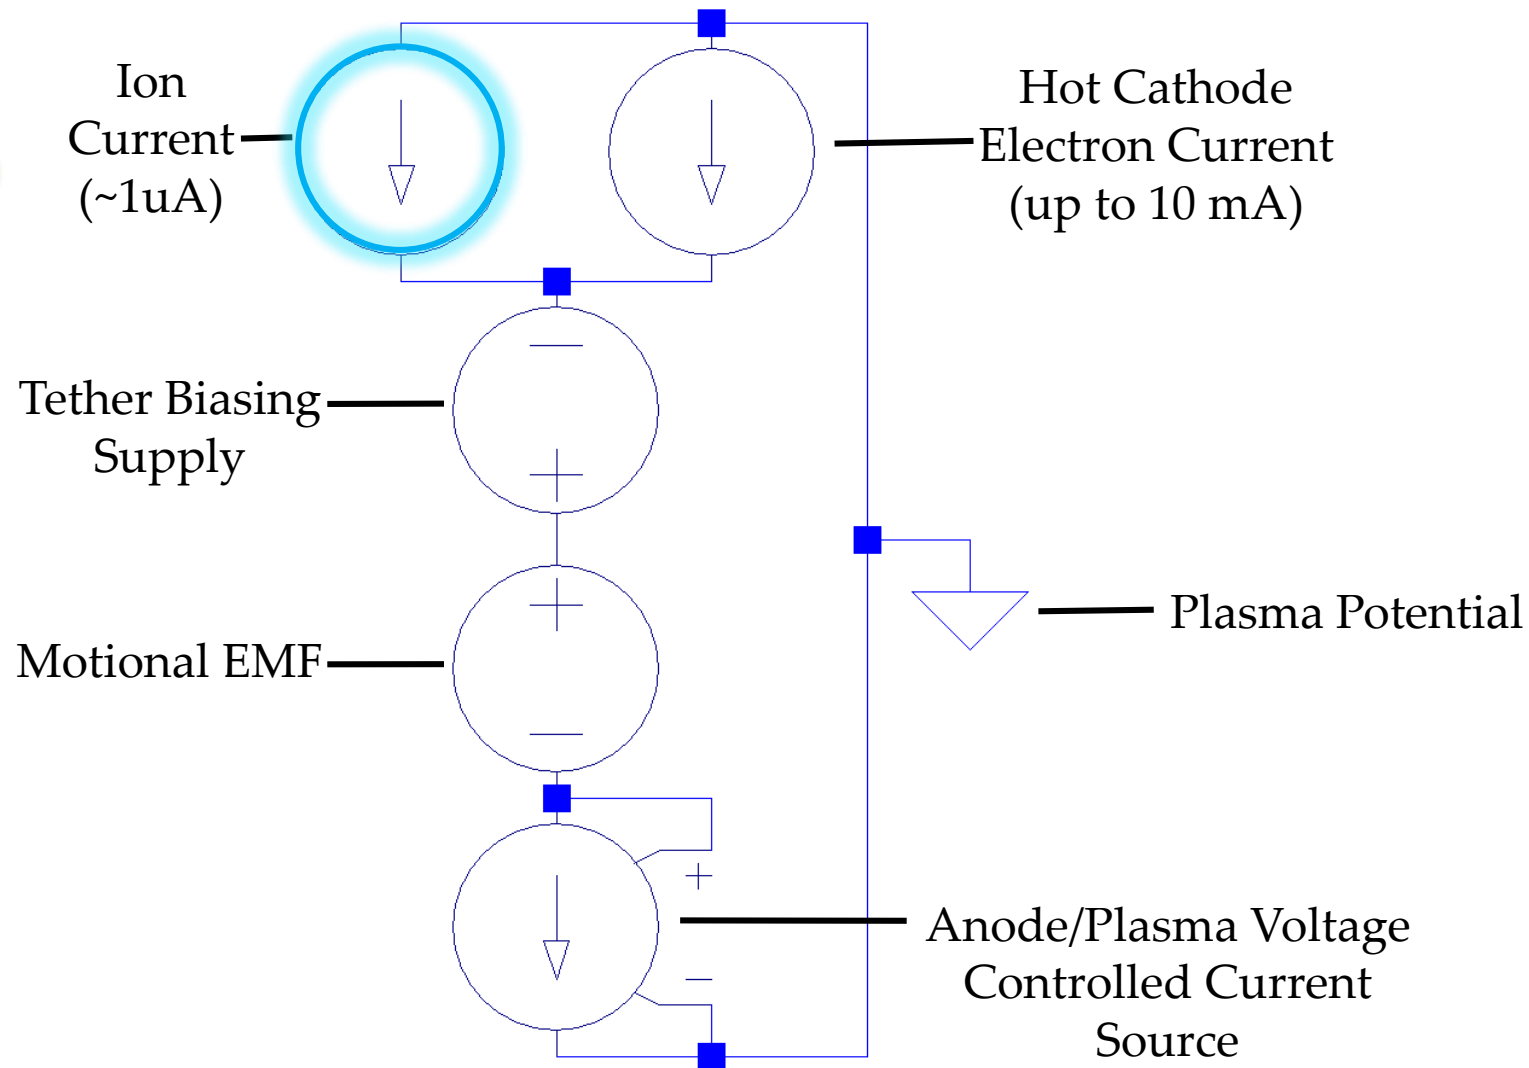 Ion
Current
(~1uA)
Hot Cathode
Electron Current
(up to 10 mA)
Tether Biasing
Supply
Motional EMF
Plasma Potential
Anode/Plasma Voltage
Controlled Current
Source